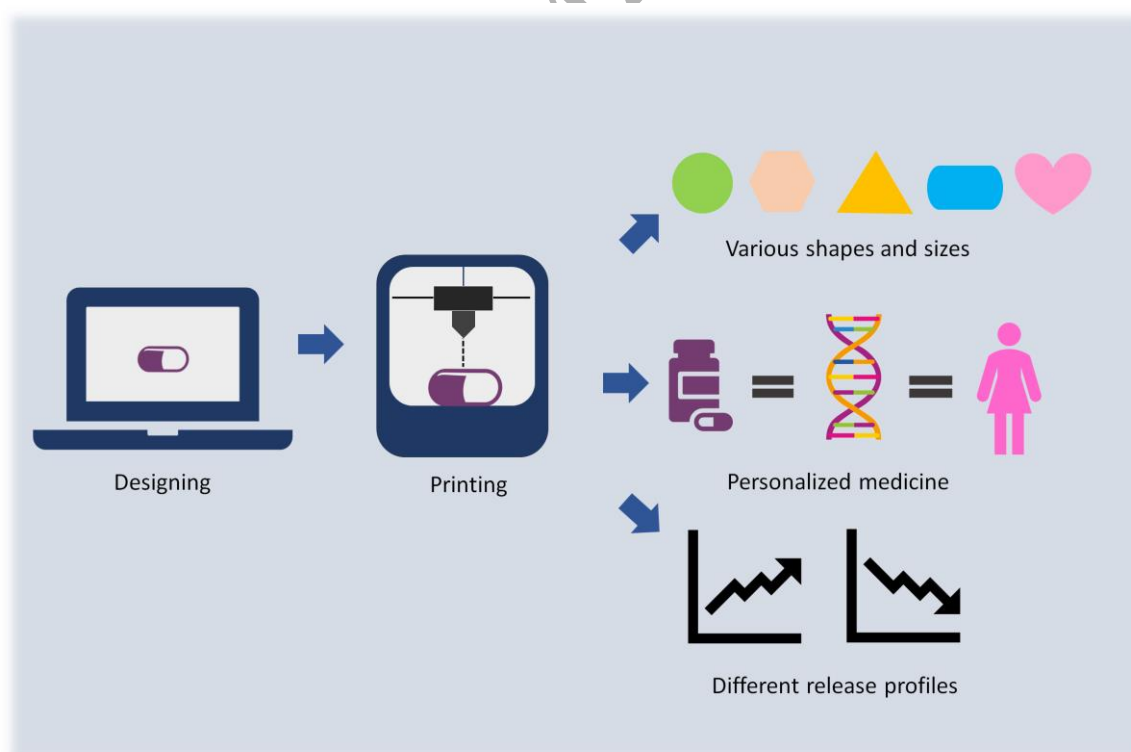 Various shapes and sizes
Designing
Printing
Personalized medicine
Different release profiles